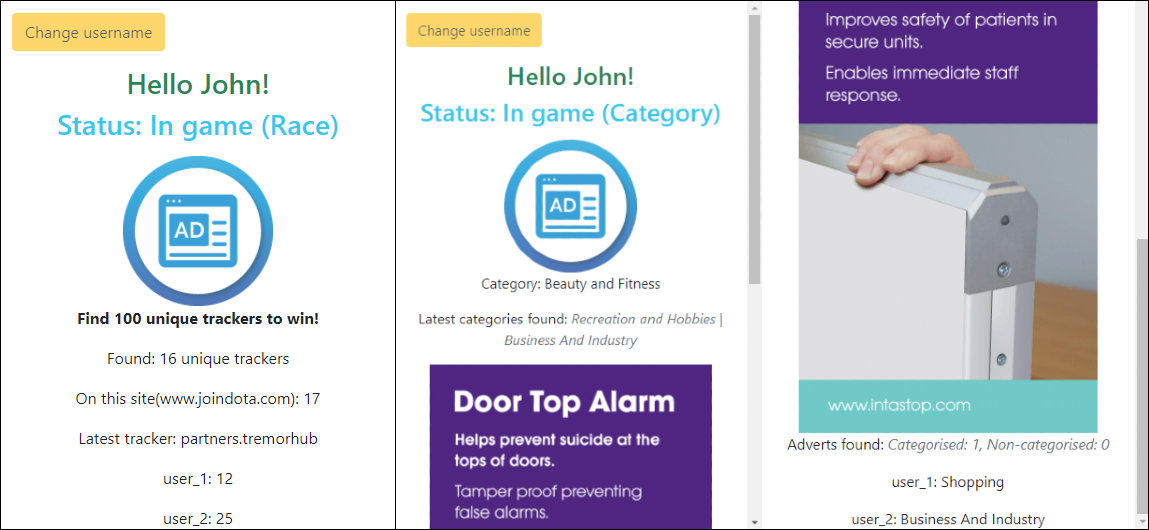 Change username
Hello John!
Status: In game (Race)
AD
Find 100 unique trackers to win!
Found: 16 unique trackers
On this site(www.joindota.com): 17
Latest tracker: partners.tremorhub
user_1: 12
user_2: 25
Change username
Hello John!
Status: In game (Category)
AD
Category: Beauty and Fitness
Latest categories found: Recreation and Hobbies |
Business And Industry
Door Top Alarm
Helps prevent suicide at the
tops of doors.
Tamper proof preventing
false alarms.
Improves safety of patients in
secure units.
Enables immediate staff
response.
www.intastop.com
Adverts found: Categorised: 1, Non-categorised: 0
user_1: Shopping
user_2: Business And Industry